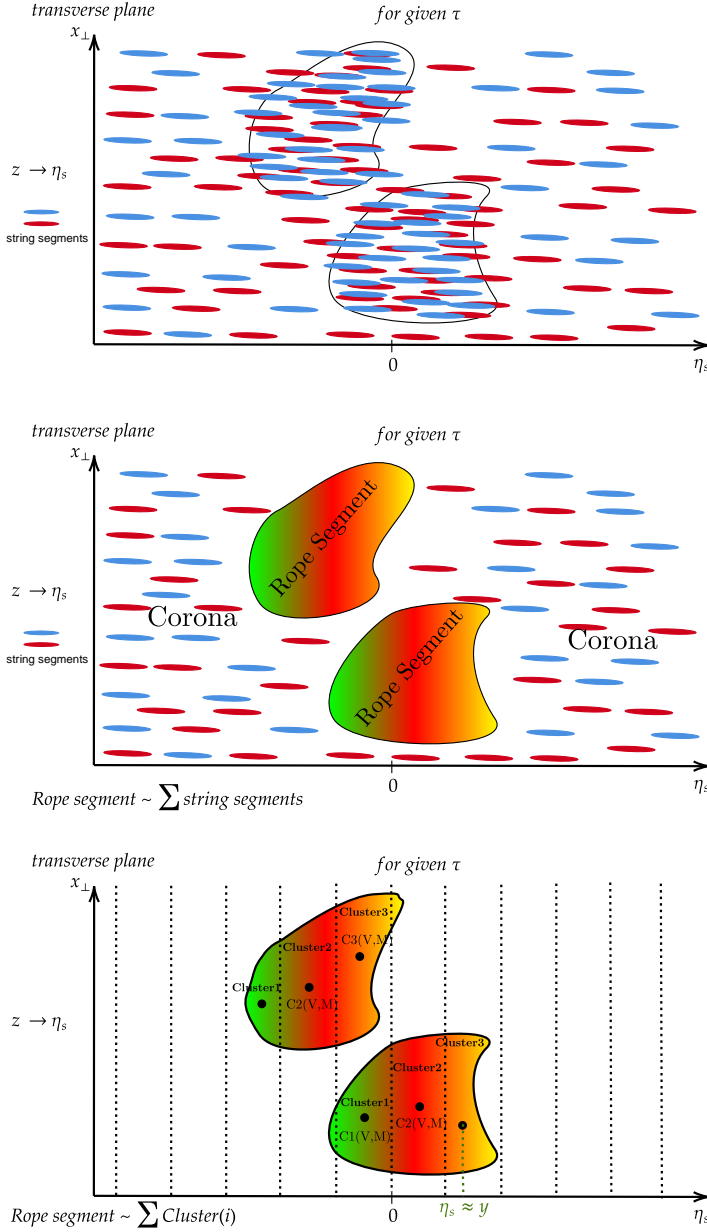 transverse plane
for given τ
x⊥
z → ηs
string segments
0
ηs
transverse plane
for given τ
x⊥
Rope Segment
z → ηs
Corona
Corona
string segments
Rope Segment
0
ηs
Rope segment ~ ∑ string segments
transverse plane
for given τ
x⊥
Cluster3
C3(V,M)
Cluster2
Cluster1
C2(V,M)
z → ηs
Cluster3
Cluster2
Cluster1
C2(V,M)
C1(V,M)
0
ηs ≈ y
ηs
Rope segment ~ ∑ Cluster(i)